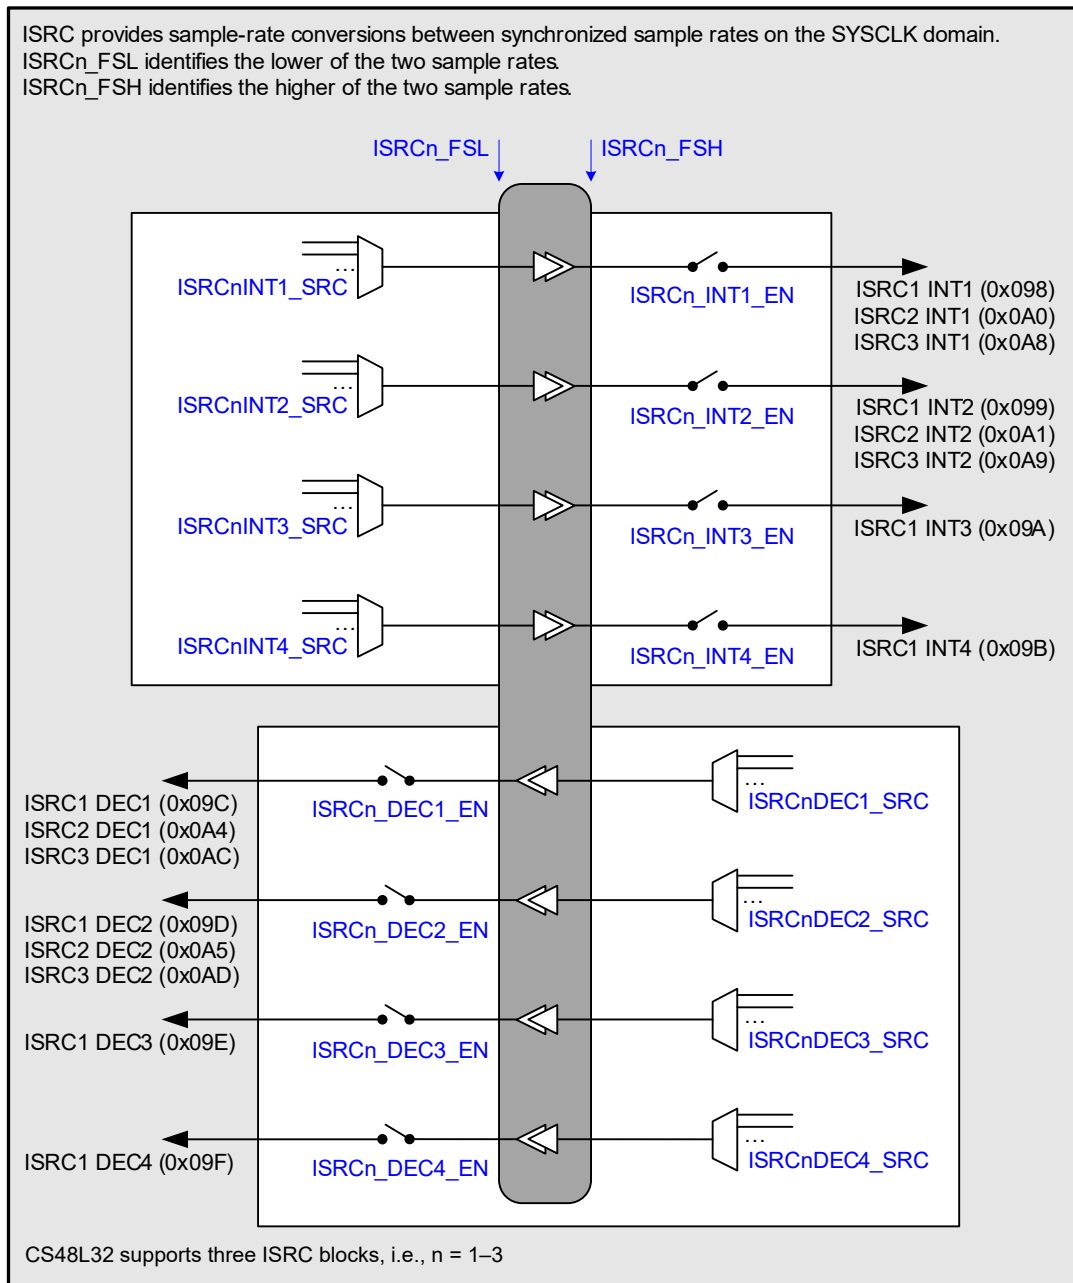 ISRC provides sample-rate conversions between synchronized sample rates on the SYSCLK domain.
ISRCn_FSL identifies the lower of the two sample rates.
ISRCn_FSH identifies the higher of the two sample rates.
ISRCn_FSL
ISRCn_FSH
...
ISRCnINT1_SRC
ISRCn_INT1_EN
ISRC1 INT1 (0x098)
ISRC2 INT1 (0x0A0)
ISRC3 INT1 (0x0A8)
...
ISRCnINT2_SRC
ISRCn_INT2_EN
ISRC1 INT2 (0x099)
ISRC2 INT2 (0x0A1)
ISRC3 INT2 (0x0A9)
...
ISRCnINT3_SRC
ISRCn_INT3_EN
ISRC1 INT3 (0x09A)
...
ISRCnINT4_SRC
ISRCn_INT4_EN
ISRC1 INT4 (0x09B)
ISRC1 DEC1 (0x09C)
ISRC2 DEC1 (0x0A4)
ISRC3 DEC1 (0x0AC)
ISRCn_DEC1_EN
...
ISRCnDEC1_SRC
ISRC1 DEC2 (0x09D)
ISRC2 DEC2 (0x0A5)
ISRC3 DEC2 (0x0AD)
ISRCn_DEC2_EN
...
ISRCnDEC2_SRC
ISRC1 DEC3 (0x09E)
ISRCn_DEC3_EN
...
ISRCnDEC3_SRC
ISRC1 DEC4 (0x09F)
ISRCn_DEC4_EN
...
ISRCnDEC4_SRC
CS48L32 supports three ISRC blocks, i.e., n = 1–3